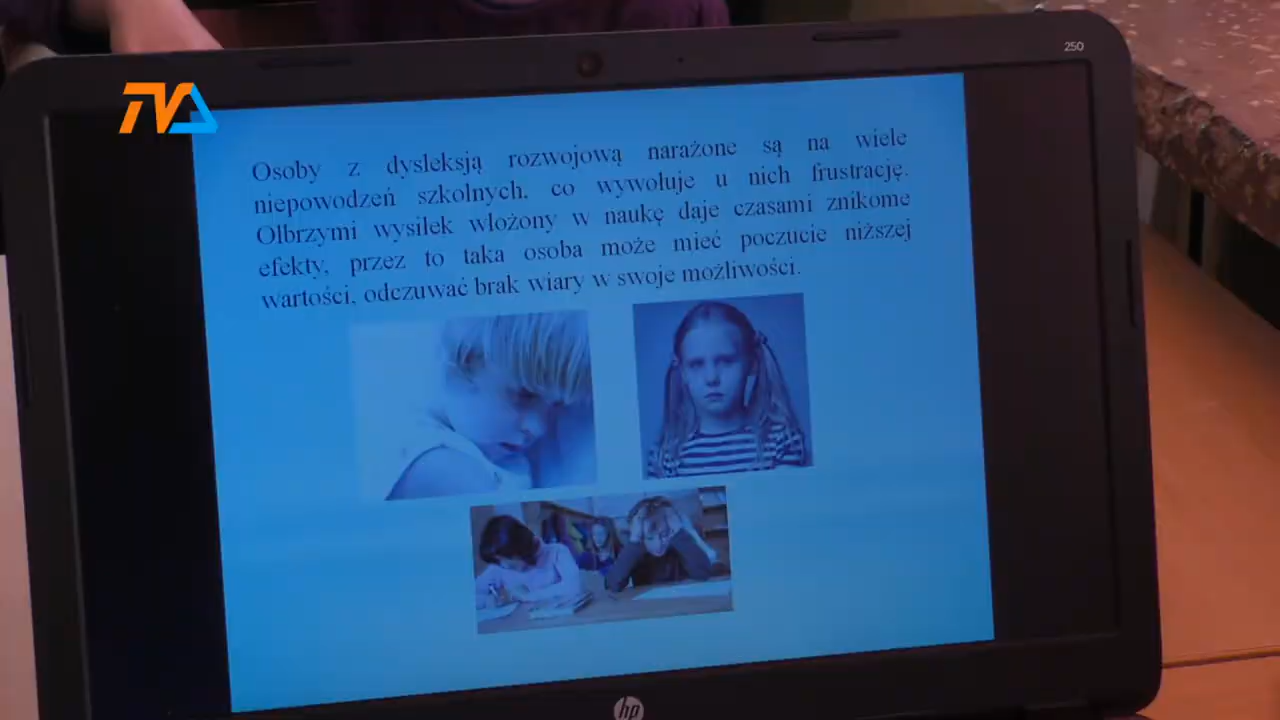 250
TVA
Osoby z dysleksją rozwojową narażone są na wiele
niepowodzeń szkolnych, co wywołuje u nich frustrację.
Olbrzymi wysiłek włożony w naukę daje czasami znikome
efekty, przez to taka osoba może mieć poczucie niższej
wartości, odczuwać brak wiary w swoje możliwości.
hp